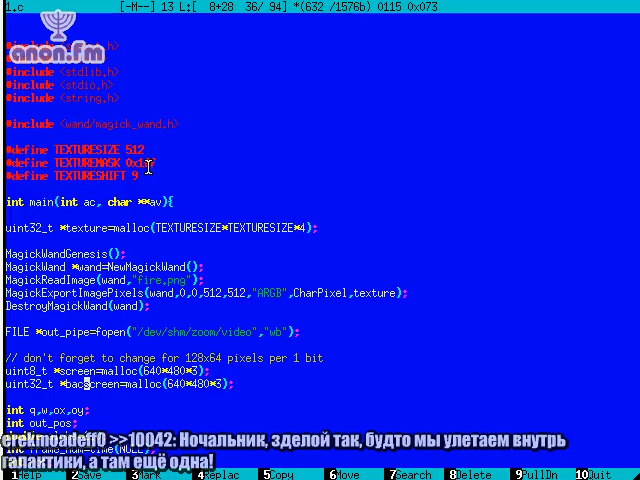 1.c [-M--] 13 L:[ 8+28 36/ 94] *(632 /1576b) 0115 0x073
anon.fm
#include <stdlib.h>
#include <stdio.h>
#include <string.h>
#include <wand/magick_wand.h>
#define TEXTURESIZE 512
#define TEXTUREMASK 0x1ff
#define TEXTURESHIFT 9
int main(int ac, char **av){
uint32_t *texture=malloc(TEXTURESIZE*TEXTURESIZE*4);
MagickWandGenesis();
MagickWand *wand=NewMagickWand();
MagickReadImage(wand,"fire.png");
MagickExportImagePixels(wand,0,0,512,512,"ARGB",CharPixel,texture);
DestroyMagickWand(wand);
FILE *out_pipe=fopen("/dev/shm/zoom/video","wb");
// don't forget to change for 128x64 pixels per 1 bit
uint8_t *screen=malloc(640*480*3);
uint32_t *bacscreen=malloc(640*480*3);
int q,w,ox,oy;
int out_pos;
>>10042: Ночальник, зделой так, будто мы улетаем внутрь
галактики, а там ещё одна!
int frame_num=time(NULL);
1Help 2Save 3Mark 4Replac 5Copy 6Move 7Search 8Delete 9PullDn 10Quit